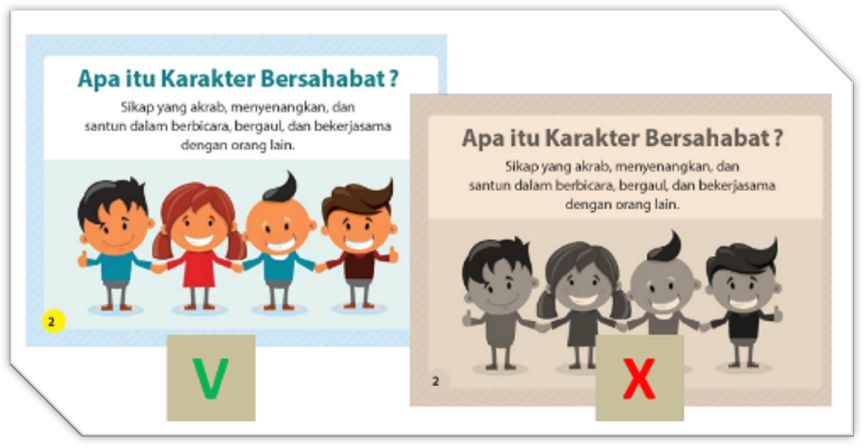 Apa itu Karakter Bersahabat ?
Sikap yang akrab, menyenangkan, dan
santun dalam berbicara, bergaul, dan bekerjasama
dengan orang lain.
2
V
Apa itu Karakter Bersahabat ?
Sikap yang akrab, menyenangkan, dan
santun dalam berbicara, bergaul, dan bekerjasama
dengan orang lain.
2
X